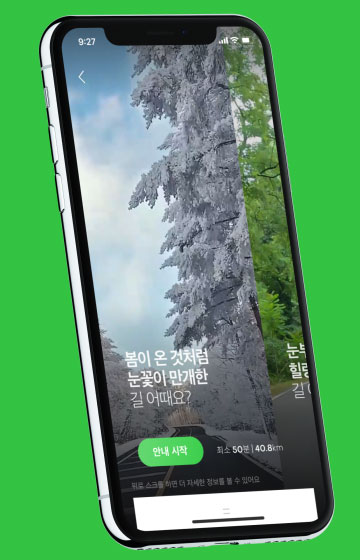 9:27
봄이 온 것처럼
눈꽃이 만개한
길 어때요?
눈부
힐링
길 어
안내 시작
최소 50분 | 40.8km
위로 스크롤 하면 더 자세한 정보를 볼 수 있어요